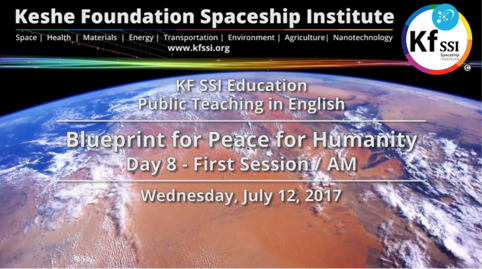 Keshe Foundation Spaceship Institute
Space | Health | Materials | Energy | Transportation | Environment | Agriculture | Nanotechnology
www.kfssi.org
Kf SSI
Spaceship
Institute
©
KF SSI Education
Public Teaching in English
Blueprint for Peace for Humanity
Day 8 - First Session / AM
Wednesday, July 12, 2017